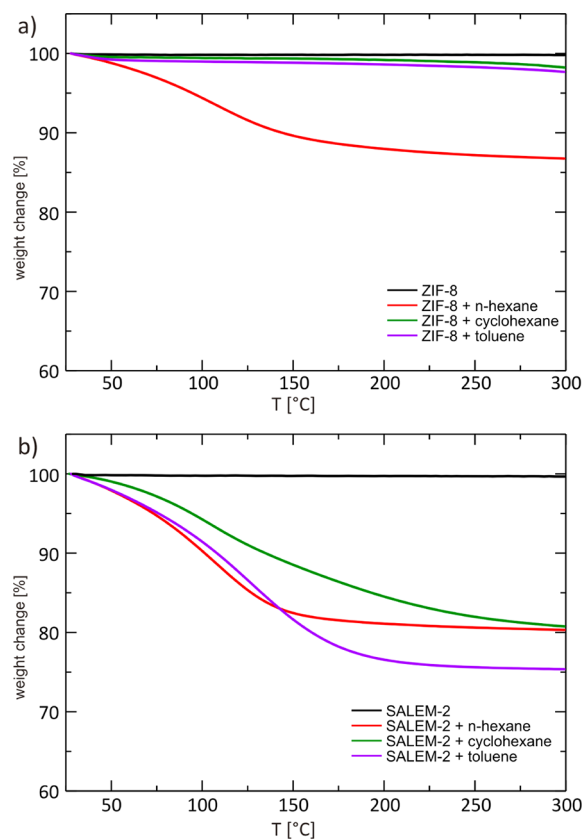 a)
100
90
80
70
60
weight change [%]
ZIF-8
ZIF-8 + n-hexane
ZIF-8 + cyclohexane
ZIF-8 + toluene
50 100 150 200 250 300
T [°C]
b)
100
90
80
70
60
weight change [%]
SALEM-2
SALEM-2 + n-hexane
SALEM-2 + cyclohexane
SALEM-2 + toluene
50 100 150 200 250 300
T [°C]